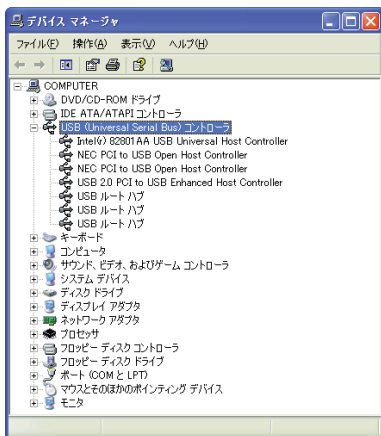 デバイス マネージャ
ファイル(F) 操作(A) 表示(V) ヘルプ(H)
COMPUTER
DVD/CD-ROM ドライブ
IDE ATA/ATAPI コントローラ
USB (Universal Serial Bus) コントローラ
Intel(r) 82801AA USB Universal Host Controller
NEC PCI to USB Open Host Controller
NEC PCI to USB Open Host Controller
USB 2.0 PCI to USB Enhanced Host Controller
USB ルート ハブ
USB ルート ハブ
USB ルート ハブ
キーボード
コンピュータ
サウンド、ビデオ、およびゲーム コントローラ
システム デバイス
ディスク ドライブ
ディスプレイ アダプタ
ネットワーク アダプタ
プロセッサ
フロッピー ディスク コントローラ
フロッピー ディスク ドライブ
ポート (COM と LPT)
マウスとそのほかのポインティング デバイス
モニタ